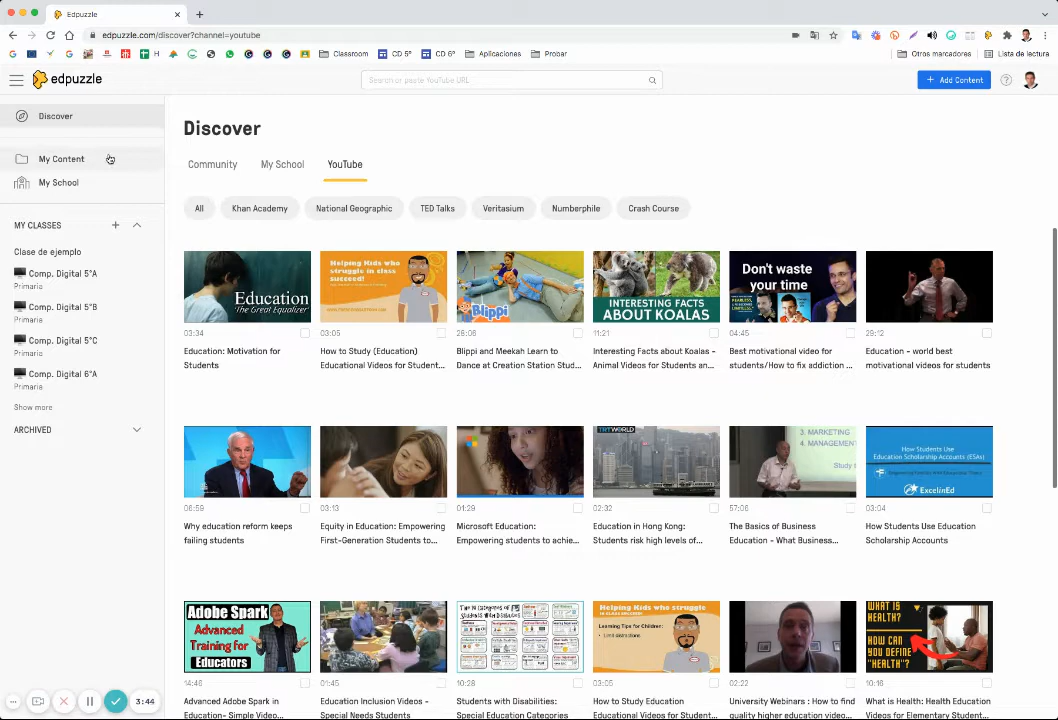 Edpuzzle
edpuzzle.com/discover?channel=youtube
Classroom
CD 5º
CD 6º
Aplicaciones
Probar
Otros marcadores
Lista de lectura
edpuzzle
Search or paste YouTube URL
+ Add Content
Discover
My Content
My School
MY CLASSES
Clase de ejemplo
Comp. Digital 5°A
Primaria
Comp. Digital 5°B
Primaria
Comp. Digital 5°C
Primaria
Comp. Digital 6°A
Primaria
Show more
ARCHIVED
Discover
Community
My School
YouTube
All
Khan Academy
National Geographic
TED Talks
Veritasium
Numberphile
Crash Course
Education
The Great Equalizer
03:34
Education: Motivation for
Students
Helping Kids who
struggle in class
succeed!
03:05
How to Study (Education)
Educational Videos for Student...
Blippi
26:06
Blippi and Meekah Learn to
Dance at Creation Station Stud...
INTERESTING FACTS
ABOUT KOALAS
11:21
Interesting Facts about Koalas -
Animal Videos for Students an...
Don't waste
your time
04:45
Best motivational video for
students/How to fix addiction ...
29:12
Education - world best
motivational videos for students
06:59
Why education reform keeps
failing students
03:13
Equity in Education: Empowering
First-Generation Students to...
01:29
Microsoft Education:
Empowering students to achie...
TRTWORLD
02:32
Education in Hong Kong:
Students risk high levels of...
3. MARKETING
4. MANAGEMEN
57:06
The Basics of Business
Education - What Business...
How Students Use
Education Scholarship Accounts (ESAs)
ExcelinEd
03:04
How Students Use Education
Scholarship Accounts
Adobe Spark
Advanced
Training
for
Educators
14:46
Advanced Adobe Spark in
Education- Simple Video...
01:45
Education Inclusion Videos -
Special Needs Students
10:28
Students with Disabilities:
Special Education Categories
Helping Kids who struggle
Learning Tips for Children:
03:05
How to Study Education
Educational Videos for Student...
02:22
University Webinars : How to find
quality higher education video...
WHAT IS
HEALTH?
HOW CAN
YOU DEFINE
"HEALTH"?
10:16
What is Health: Health Education
Videos for Elementary Student...
3:44